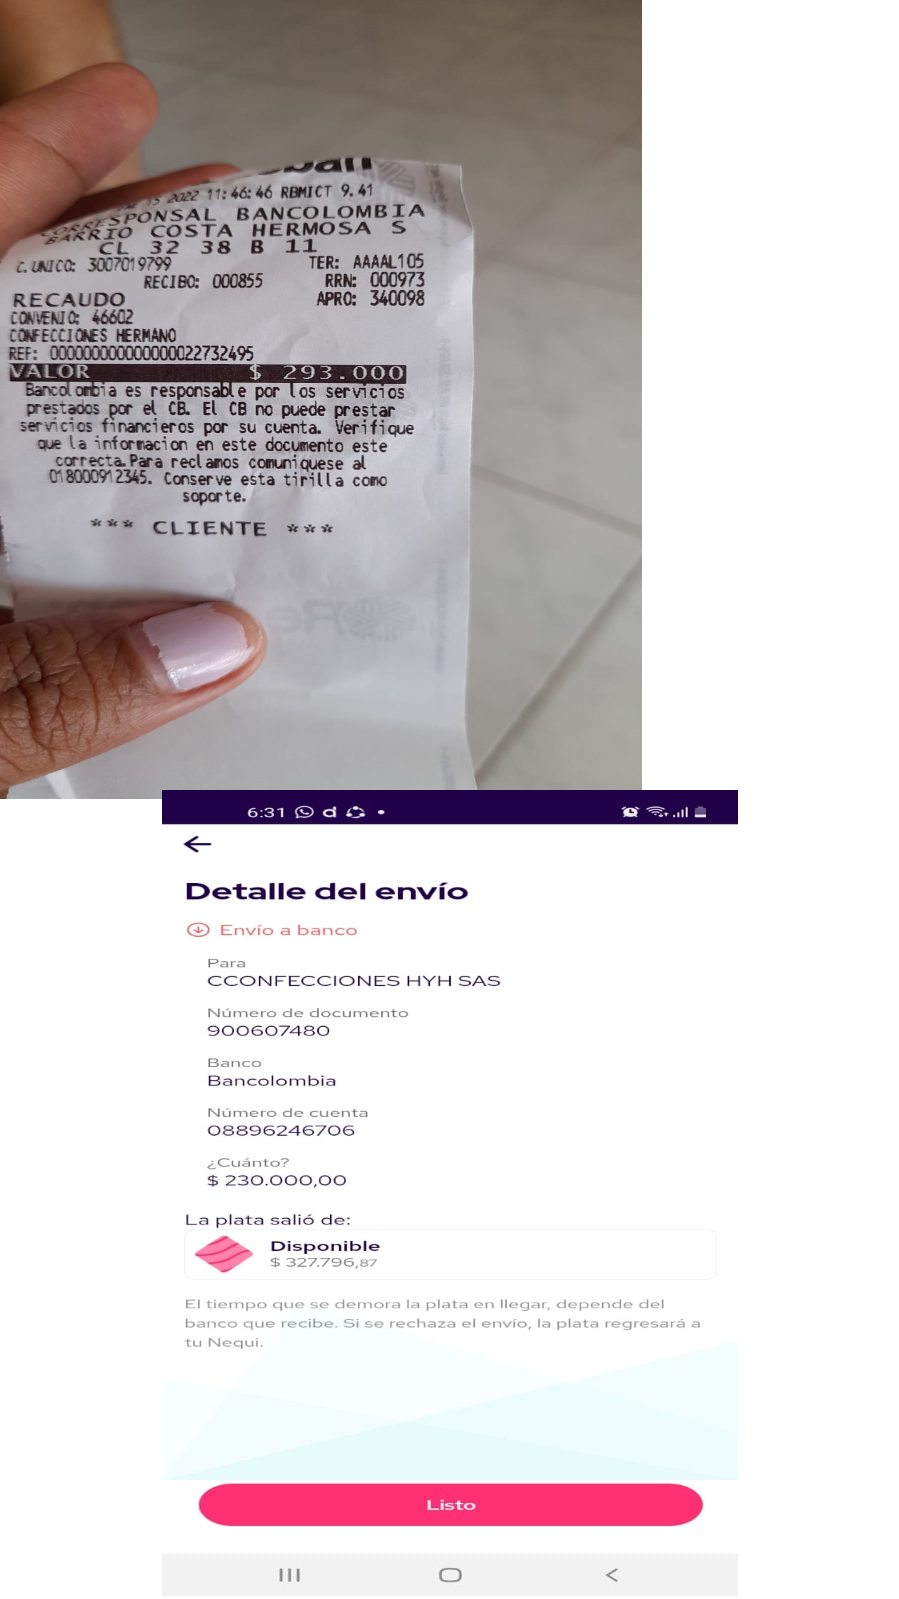 15 2022 11:46:46 RBMICT 9.41
CORRESPONSAL BANCOLOMBIA
BARRIO COSTA HERMOSA S
CL 32 38 B 11
C. UNICO: 3007019799 TER: AAAAL105
RECIBO: 000855 RRN: 000973
RECAUDO APRO: 340098
CONVENIO: 46602
CONFECCIONES HERMANO
REF: 000000000000000022732495
VALOR $ 293.000
Bancolombia es responsable por los servicios
prestados por el CB. El CB no puede prestar
servicios financieros por su cuenta. Verifique
que la informacion en este documento este
correcta.Para reclamos comuniquese al
018000912345. Conserve esta tirilla como
soporte.
*** CLIENTE ***
6:31
Detalle del envío
Envío a banco
Para
CCONFECCIONES HYH SAS
Número de documento
900607480
Banco
Bancolombia
Número de cuenta
08896246706
¿Cuánto?
$ 230.000,00
La plata salió de:
Disponible
$ 327.796,87
El tiempo que se demora la plata en llegar, depende del
banco que recibe. Si se rechaza el envío, la plata regresará a
tu Nequi.
Listo